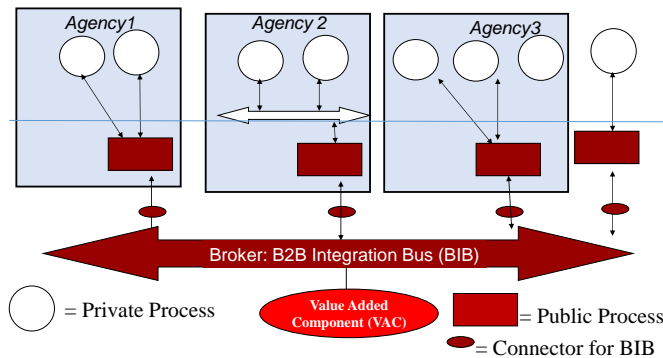 Agency1
Agency 2
Agency3
Broker: B2B Integration Bus (BIB)
= Private Process
Value Added
Component (VAC)
= Public Process
= Connector for BIB